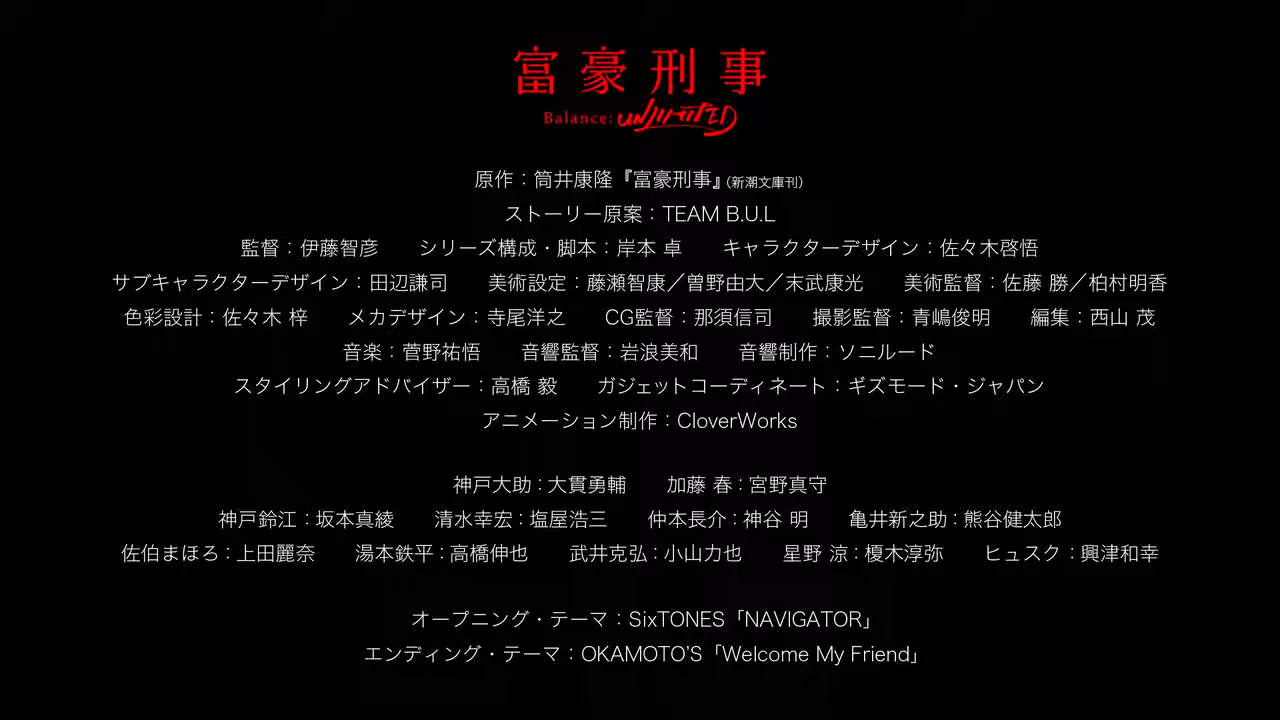 富豪刑事
Balance: UNLIMITED
原作：筒井康隆『富豪刑事』（新潮文庫刊）
ストーリー原案：TEAM B.U.L
監督：伊藤智彦　シリーズ構成・脚本：岸本 卓　キャラクターデザイン：佐々木啓悟
サブキャラクターデザイン：田辺謙司　美術設定：藤瀬智康／曽野由大／末武康光　美術監督：佐藤 勝／柏村明香
色彩設計：佐々木 梓　メカデザイン：寺尾洋之　CG監督：那須信司　撮影監督：青嶋俊明　編集：西山 茂
音楽：菅野祐悟　音響監督：岩浪美和　音響制作：ソニルード
スタイリングアドバイザー：高橋 毅　ガジェットコーディネート：ギズモード・ジャパン
アニメーション制作：CloverWorks
神戸大助：大貫勇輔　加藤 春：宮野真守
神戸鈴江：坂本真綾　清水幸宏：塩屋浩三　仲本長介：神谷 明　亀井新之助：熊谷健太郎
佐伯まほろ：上田麗奈　湯本鉄平：高橋伸也　武井克弘：小山力也　星野 涼：榎木淳弥　ヒュスク：興津和幸
オープニング・テーマ：SixTONES「NAVIGATOR」
エンディング・テーマ：OKAMOTO'S「Welcome My Friend」